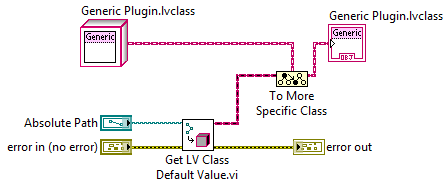 Generic Plugin.lvclass
Generic Plugin.lvclass
Generic
Generic
OBJ
To More
Specific Class
Absolute Path
error in (no error)
error out
Get LV Class
Default Value.vi